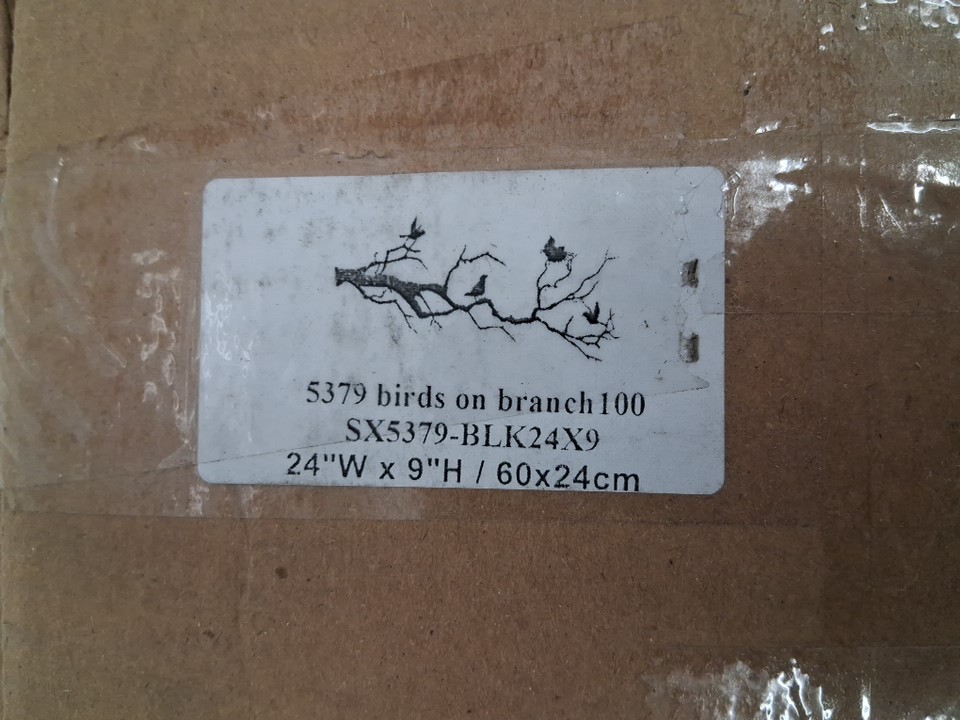 5379 birds on branch100
SX5379-BLK24X9
24"W x 9"H / 60x24cm